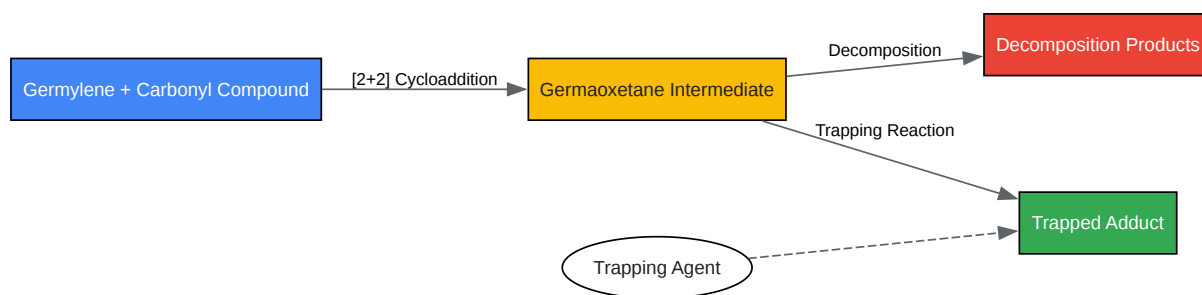 Germylene + Carbonyl Compound
[2+2] Cycloaddition
Germaoxetane Intermediate
Decomposition
Decomposition Products
Trapping Reaction
Trapped Adduct
Trapping Agent